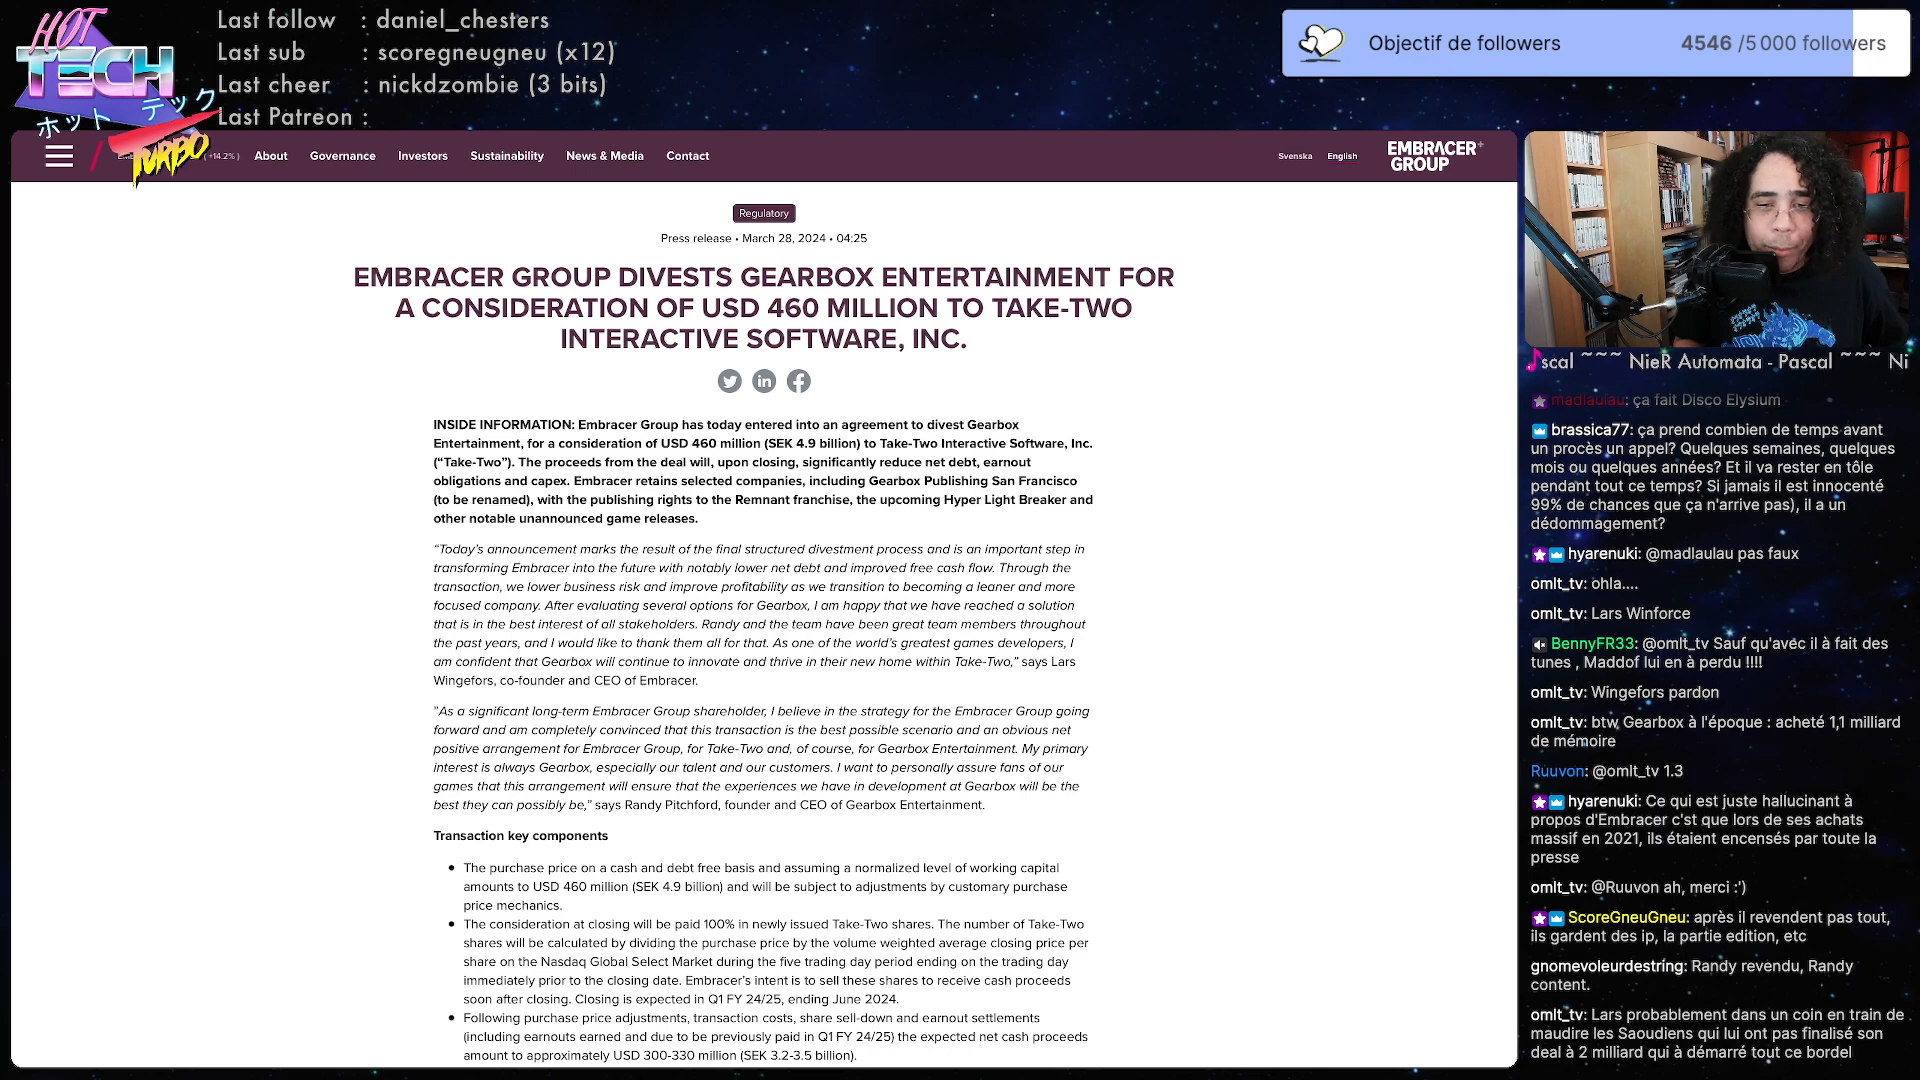 HOT
TECH
ホット テック
TURBO
Last follow : daniel_chesters
Last sub : scoregneugneu (x12)
Last cheer : nickdzombie (3 bits)
Last Patreon :
Objectif de followers 4546 /5 000 followers
(+14.2%) About Governance Investors Sustainability News & Media Contact Svenska English EMBRACER+ GROUP
Regulatory
Press release • March 28, 2024 • 04:25
EMBRACER GROUP DIVESTS GEARBOX ENTERTAINMENT FOR
A CONSIDERATION OF USD 460 MILLION TO TAKE-TWO
INTERACTIVE SOFTWARE, INC.
INSIDE INFORMATION: Embracer Group has today entered into an agreement to divest Gearbox
Entertainment, for a consideration of USD 460 million (SEK 4.9 billion) to Take-Two Interactive Software, Inc.
(“Take-Two”). The proceeds from the deal will, upon closing, significantly reduce net debt, earnout
obligations and capex. Embracer retains selected companies, including Gearbox Publishing San Francisco
(to be renamed), with the publishing rights to the Remnant franchise, the upcoming Hyper Light Breaker and
other notable unannounced game releases.
“Today’s announcement marks the result of the final structured divestment process and is an important step in
transforming Embracer into the future with notably lower net debt and improved free cash flow. Through the
transaction, we lower business risk and improve profitability as we transition to becoming a leaner and more
focused company. After evaluating several options for Gearbox, I am happy that we have reached a solution
that is in the best interest of all stakeholders. Randy and the team have been great team members throughout
the past years, and I would like to thank them all for that. As one of the world’s greatest games developers, I
am confident that Gearbox will continue to innovate and thrive in their new home within Take-Two,” says Lars
Wingefors, co-founder and CEO of Embracer.
”As a significant long-term Embracer Group shareholder, I believe in the strategy for the Embracer Group going
forward and am completely convinced that this transaction is the best possible scenario and an obvious net
positive arrangement for Embracer Group, for Take-Two and, of course, for Gearbox Entertainment. My primary
interest is always Gearbox, especially our talent and our customers. I want to personally assure fans of our
games that this arrangement will ensure that the experiences we have in development at Gearbox will be the
best they can possibly be,” says Randy Pitchford, founder and CEO of Gearbox Entertainment.
Transaction key components
• The purchase price on a cash and debt free basis and assuming a normalized level of working capital
amounts to USD 460 million (SEK 4.9 billion) and will be subject to adjustments by customary purchase
price mechanics.
• The consideration at closing will be paid 100% in newly issued Take-Two shares. The number of Take-Two
shares will be calculated by dividing the purchase price by the volume weighted average closing price per
share on the Nasdaq Global Select Market during the five trading day period ending on the trading day
immediately prior to the closing date. Embracer’s intent is to sell these shares to receive cash proceeds
soon after closing. Closing is expected in Q1 FY 24/25, ending June 2024.
• Following purchase price adjustments, transaction costs, share sell-down and earnout settlements
(including earnouts earned and due to be previously paid in Q1 FY 24/25) the expected net cash proceeds
amount to approximately USD 300-330 million (SEK 3.2-3.5 billion).
scal ~~~ NieR Automata - Pascal ~~~ Ni
madlaulau: ça fait Disco Elysium
brassica77: ça prend combien de temps avant
un procès un appel? Quelques semaines, quelques
mois ou quelques années? Et il va rester en tôle
pendant tout ce temps? Si jamais il est innocenté
99% de chances que ça n'arrive pas), il a un
dédommagement?
hyarenuki: @madlaulau pas faux
omlt_tv: ohla....
omlt_tv: Lars Winforce
BennyFR33: @omlt_tv Sauf qu'avec il à fait des
tunes , Maddof lui en à perdu !!!!
omlt_tv: Wingefors pardon
omlt_tv: btw Gearbox à l'époque : acheté 1,1 milliard
de mémoire
Ruuvon: @omlt_tv 1.3
hyarenuki: Ce qui est juste hallucinant à
propos d'Embracer c'est que lors de ses achats
massif en 2021, ils étaient encensés par toute la
presse
omlt_tv: @Ruuvon ah, merci :')
ScoreGneuGneu: après il revendent pas tout,
ils gardent des ip, la partie edition, etc
gnomevoleurdestring: Randy revendu, Randy
content.
omlt_tv: Lars probablement dans un coin en train de
maudire les Saoudiens qui lui ont pas finalisé son
deal à 2 milliard qui à démarré tout ce bordel